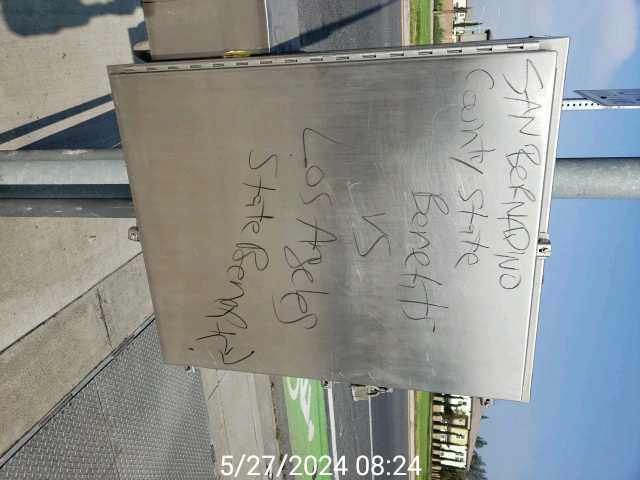 SAN BERNADINO
County State
Benefits
VS
Los Angeles
State Benefits
5/27/2024 08:24